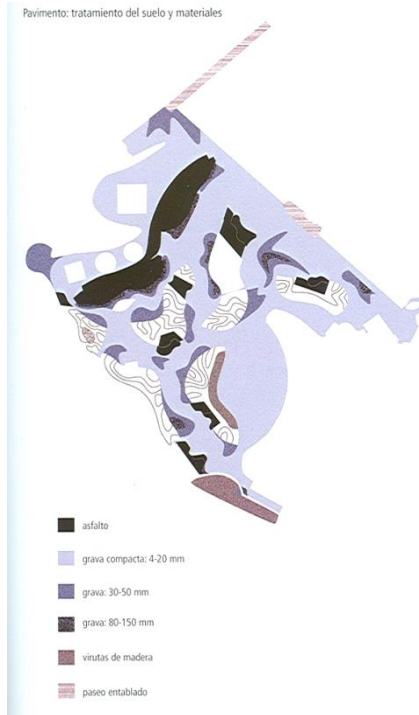 Pavimento: tratamiento del suelo y materiales
asfalto
grava compacta: 4-20 mm
grava: 30-50 mm
grava: 80-150 mm
virutas de madera
paseo entablado